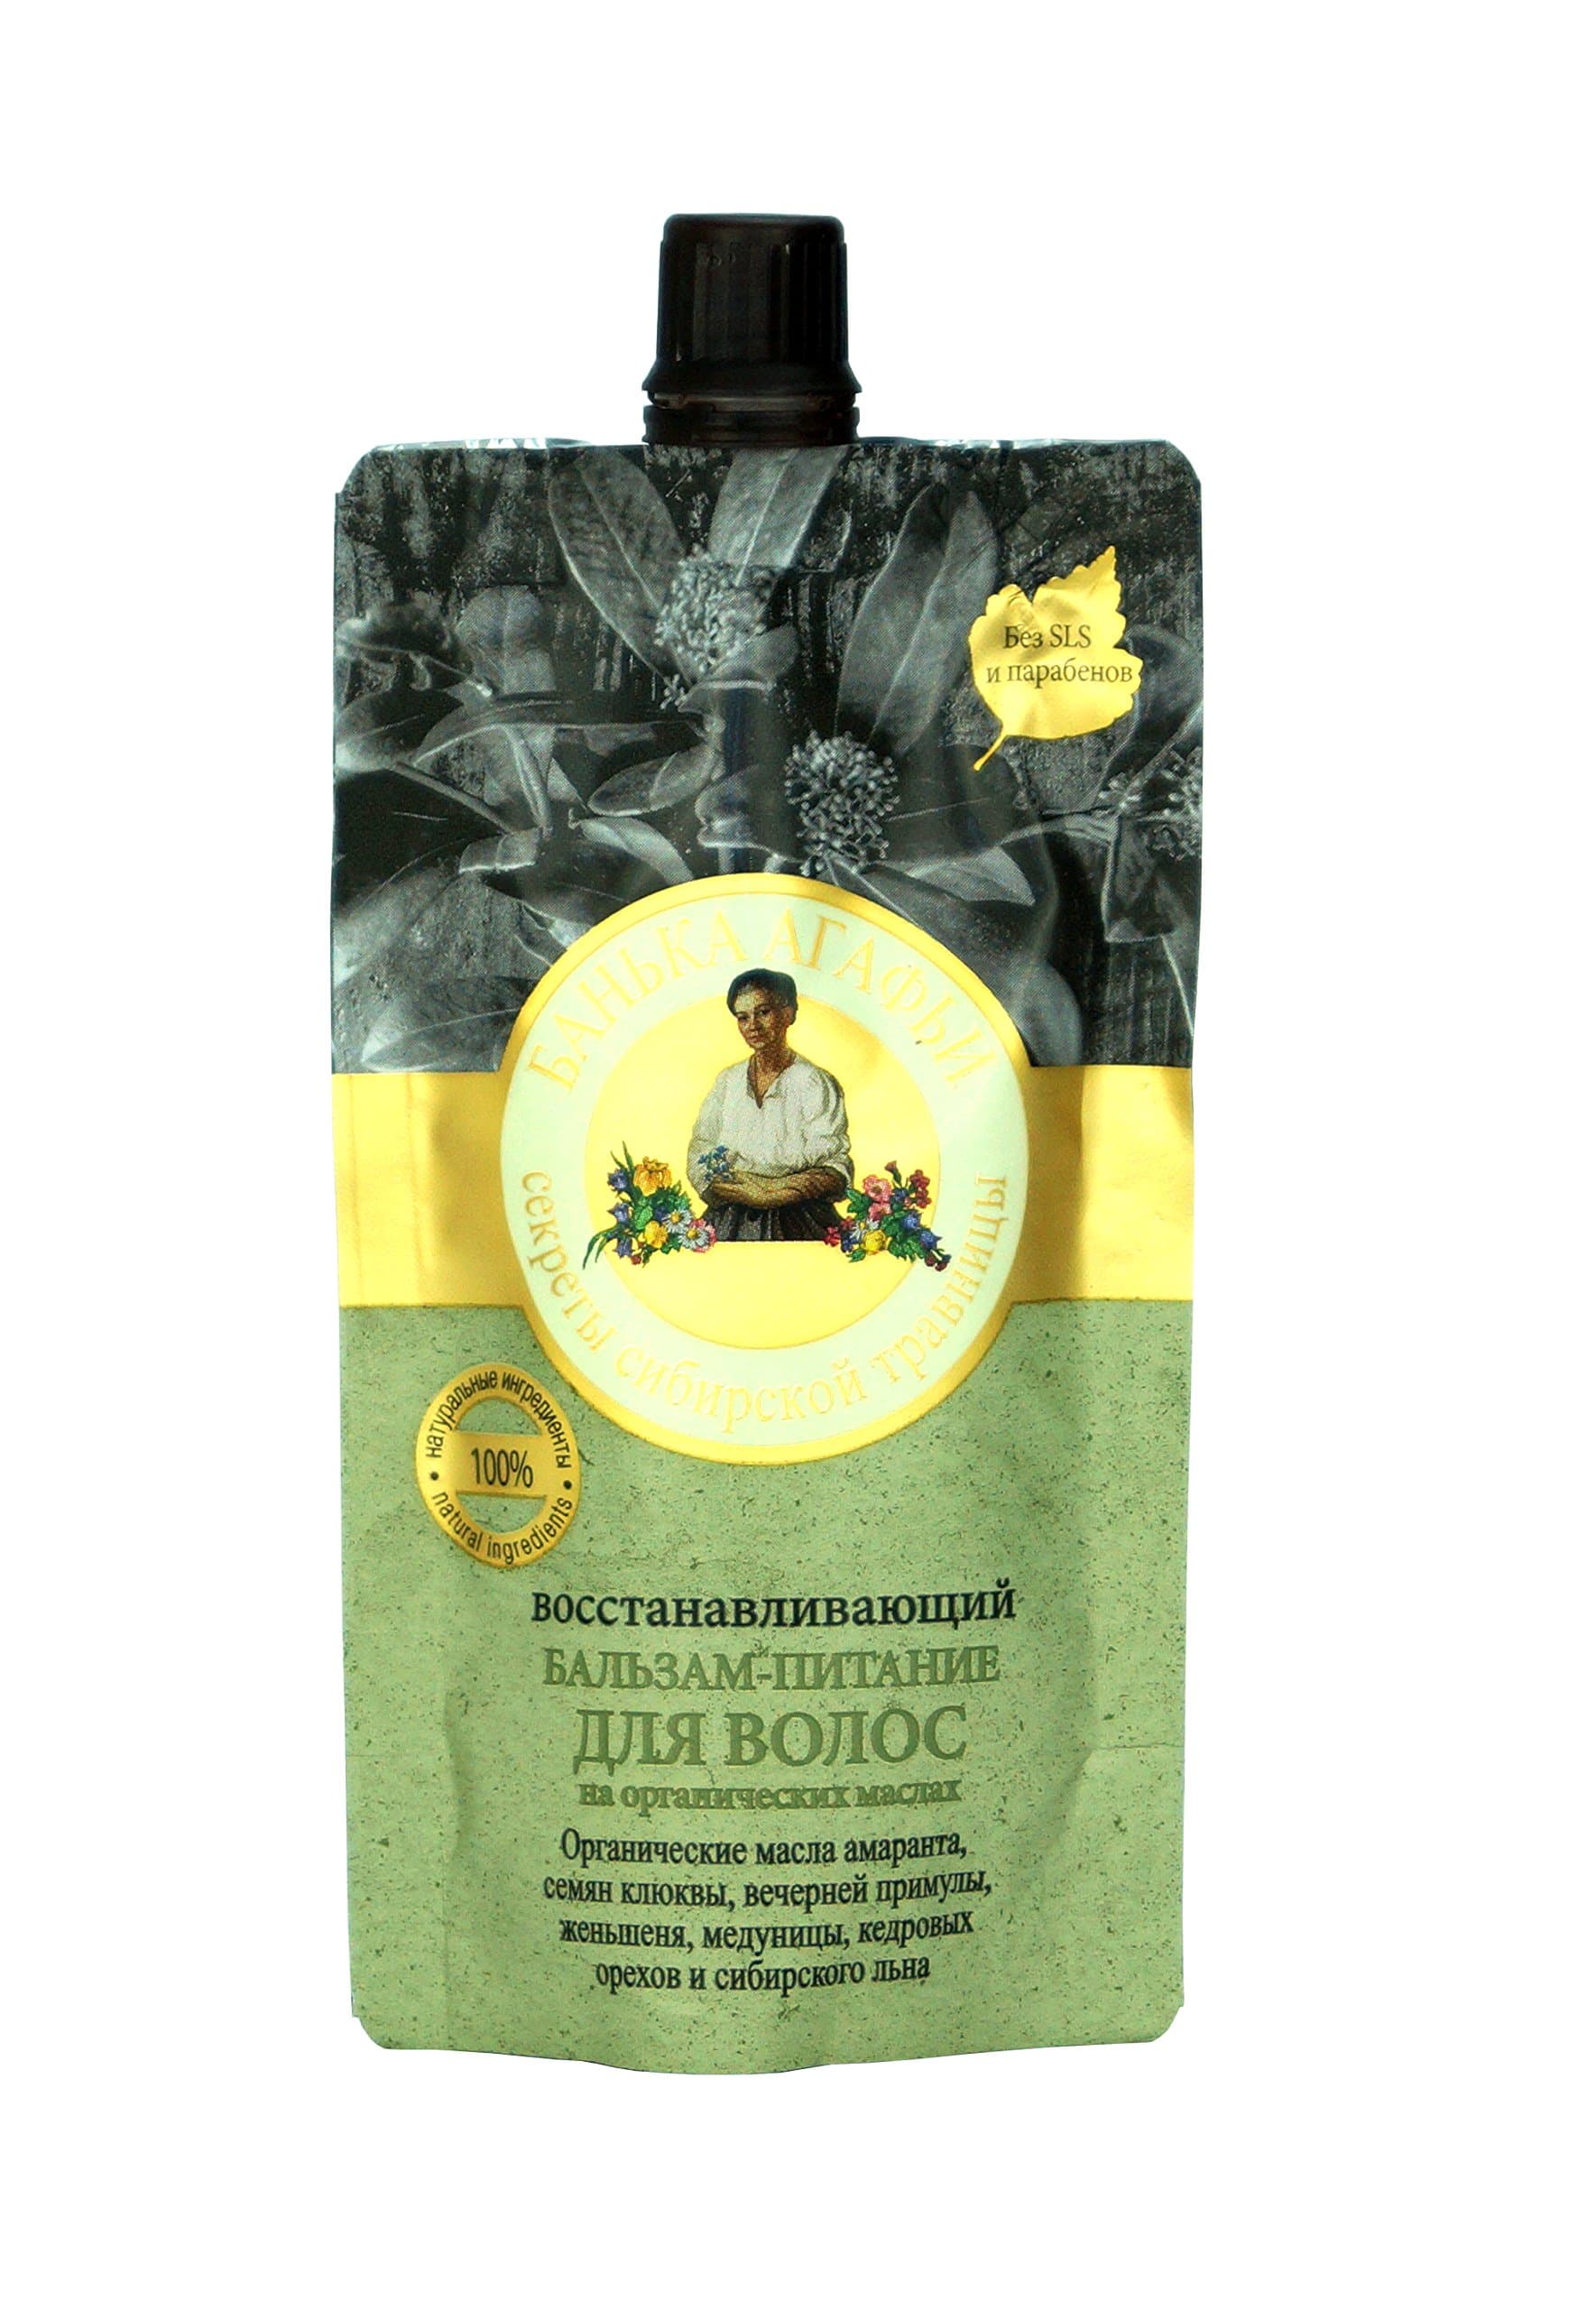 Без SLS
и парабенов
БАНЬКА АГАФЬИ
секреты сибирской травницы
натуральные ингредиенты
100%
natural ingredients
восстанавливающий
БАЛЬЗАМ-ПИТАНИЕ
ДЛЯ ВОЛОС
на органических маслах
Органические масла амаранта,
семян клюквы, вечерней примулы,
женьшеня, медуницы, кедровых
орехов и сибирского льна